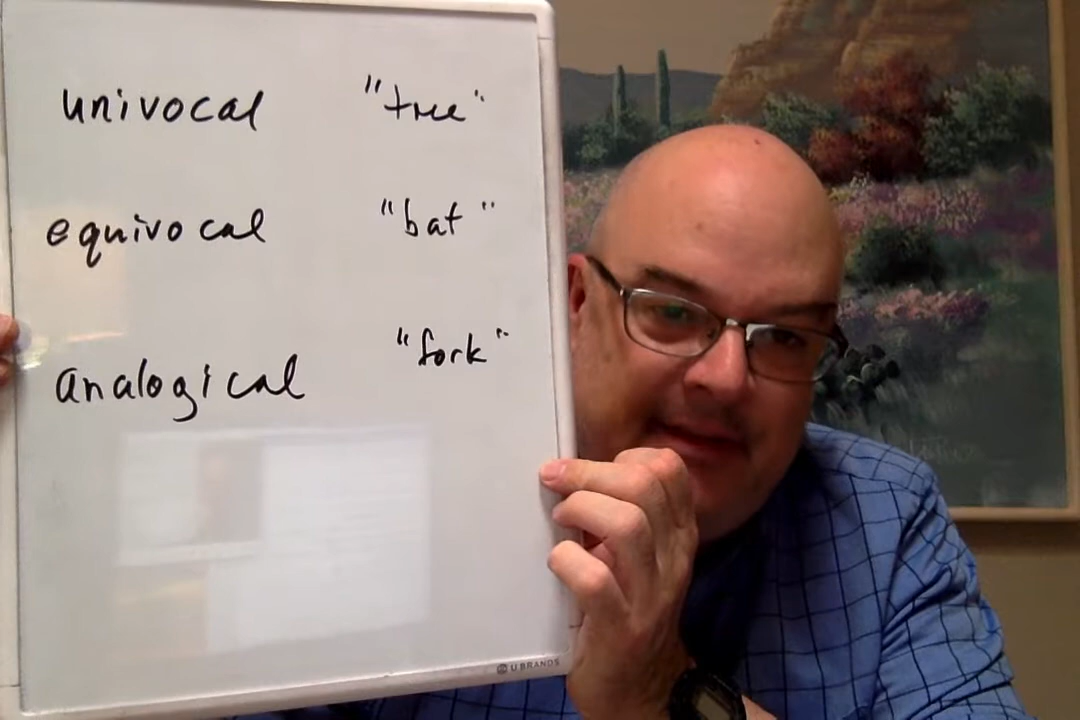 univocal "tree"
equivocal "bat"
analogical "fork"
U BRANDS